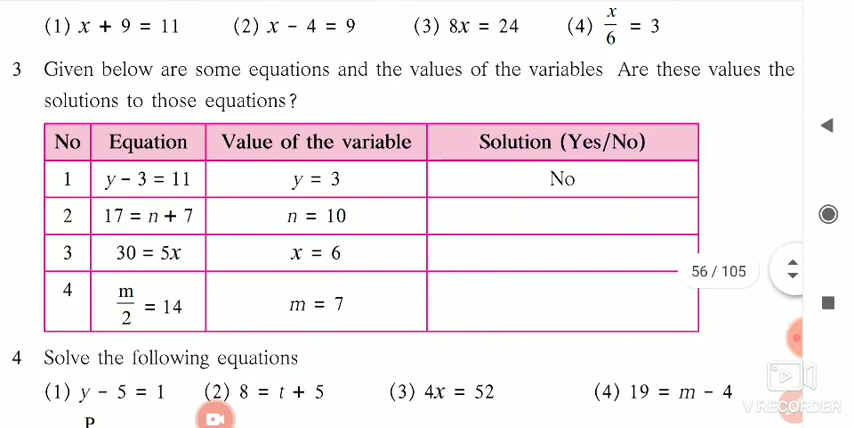 (1) x + 9 = 11 (2) x − 4 = 9 (3) 8x = 24 (4) x/6 = 3
3 Given below are some equations and the values of the variables Are these values the
solutions to those equations?
No Equation Value of the variable Solution (Yes/No)
1 y − 3 = 11 y = 3 No
2 17 = n + 7 n = 10
3 30 = 5x x = 6
56 / 105
4 m/2 = 14 m = 7
4 Solve the following equations
(1) y − 5 = 1 (2) 8 = t + 5 (3) 4x = 52 (4) 19 = m − 4
V RECORDER
P